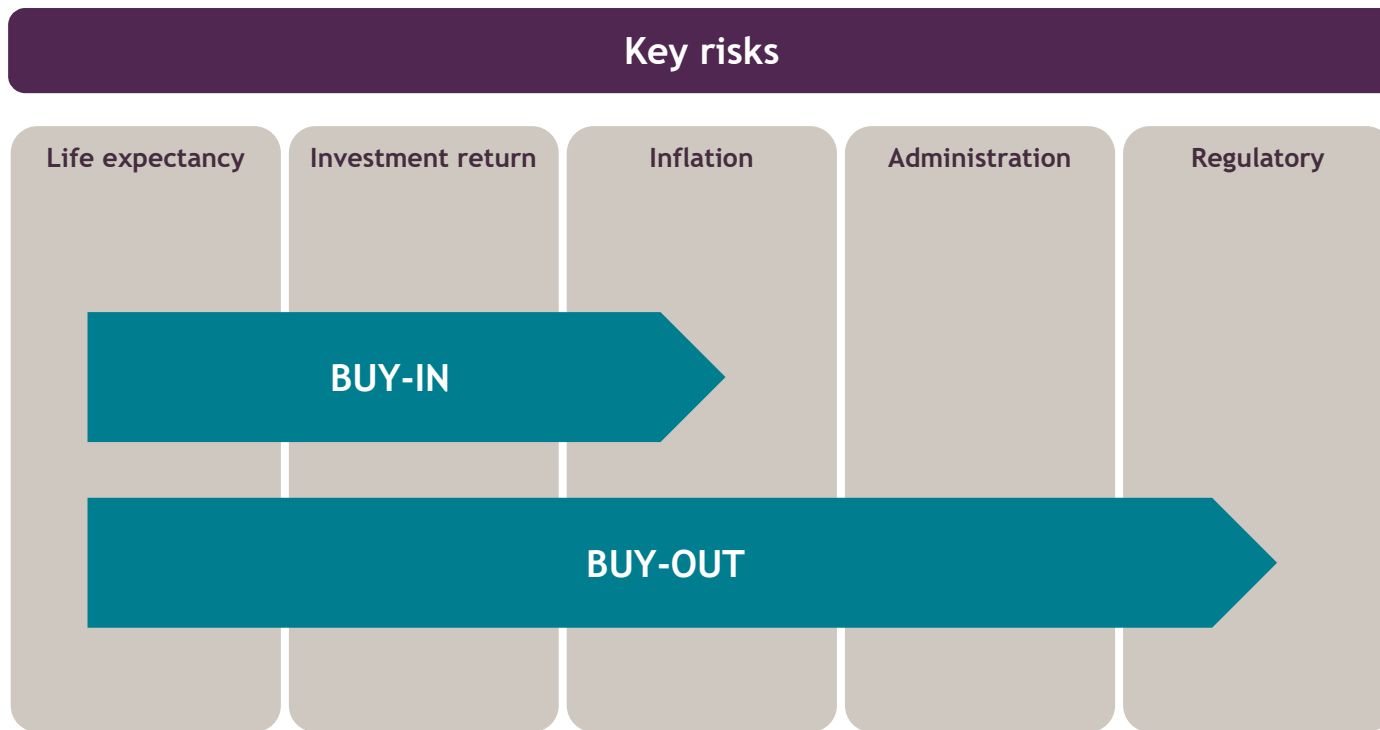 Key risks
Life expectancy
Investment return
Inflation
Administration
Regulatory
BUY-IN
BUY-OUT